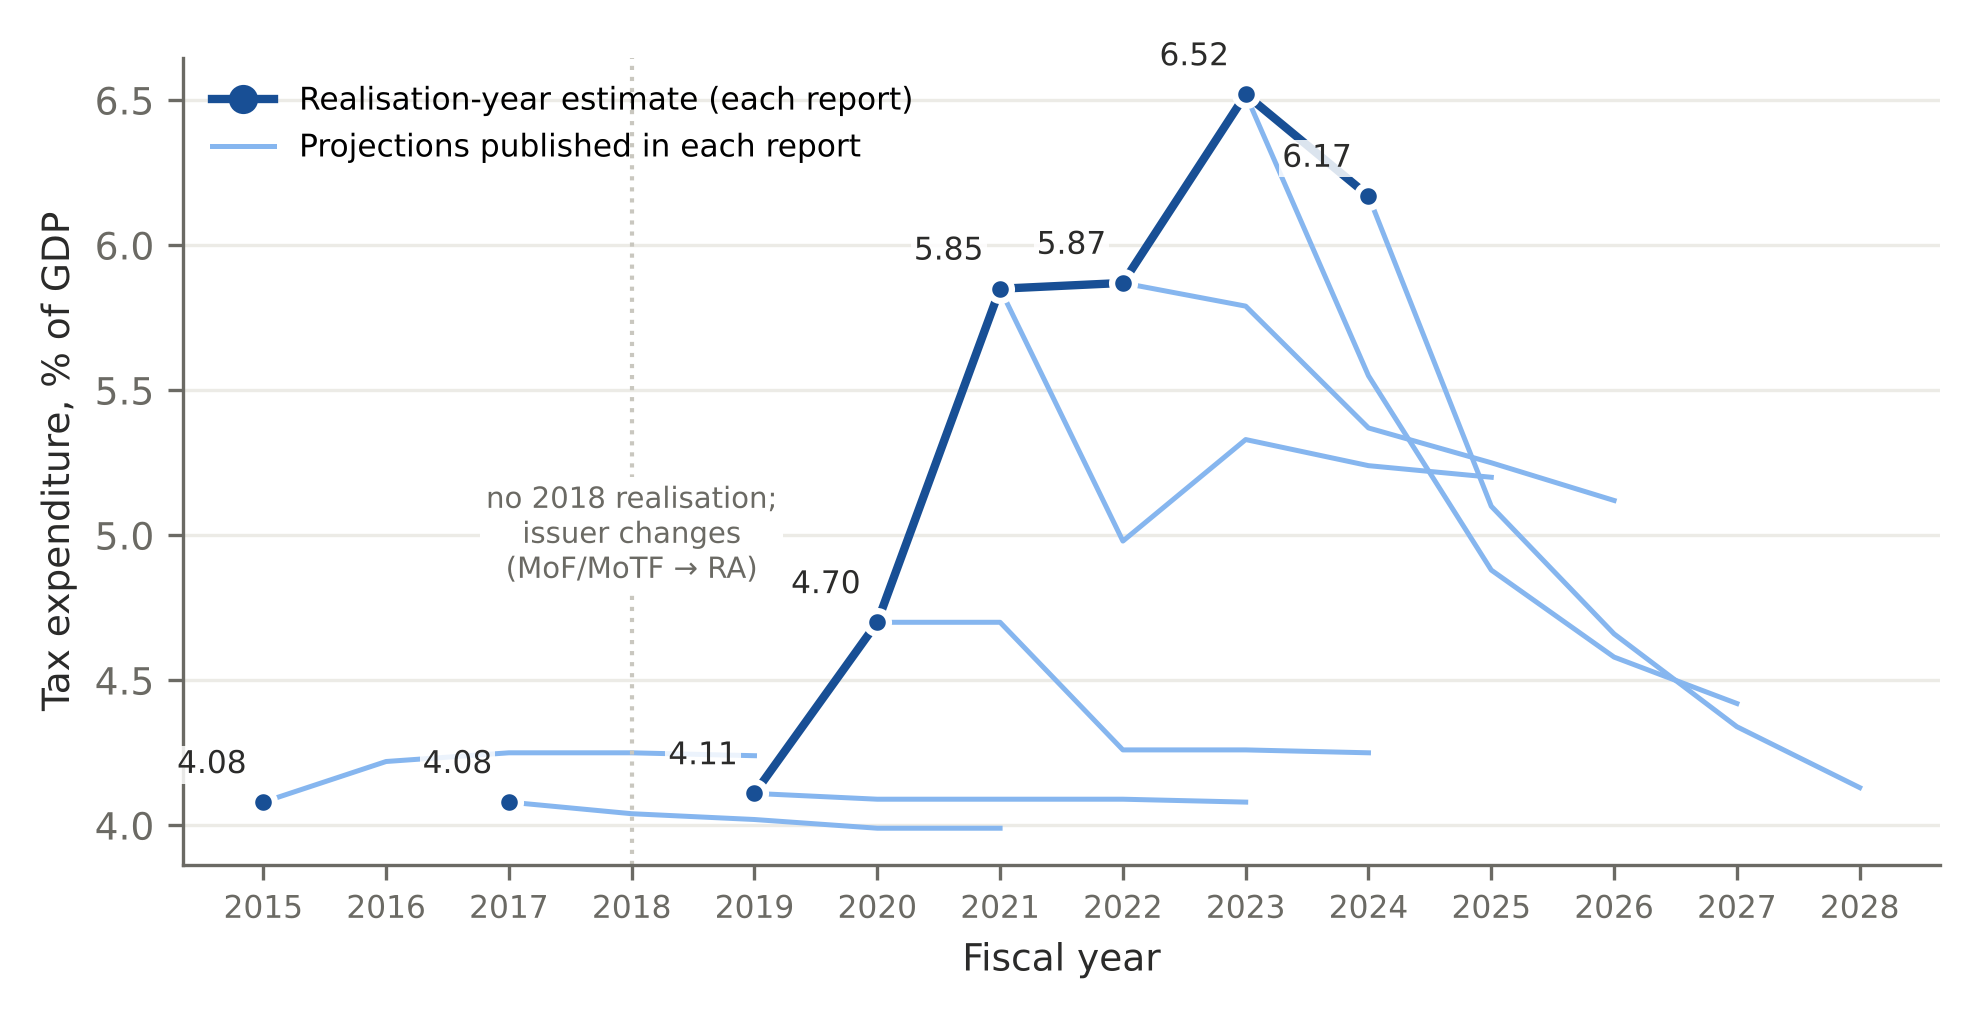 6.52
Realisation-year estimate (each report)
Projections published in each report
6.17
5.85
5.87
no 2018 realisation;
issuer changes
(MoF/MoTF → RA)
4.70
4.08
4.08
4.11
Tax expenditure, % of GDP
6.5
6.0
5.5
5.0
4.5
4.0
2015 2016 2017 2018 2019 2020 2021 2022 2023 2024 2025 2026 2027 2028
Fiscal year